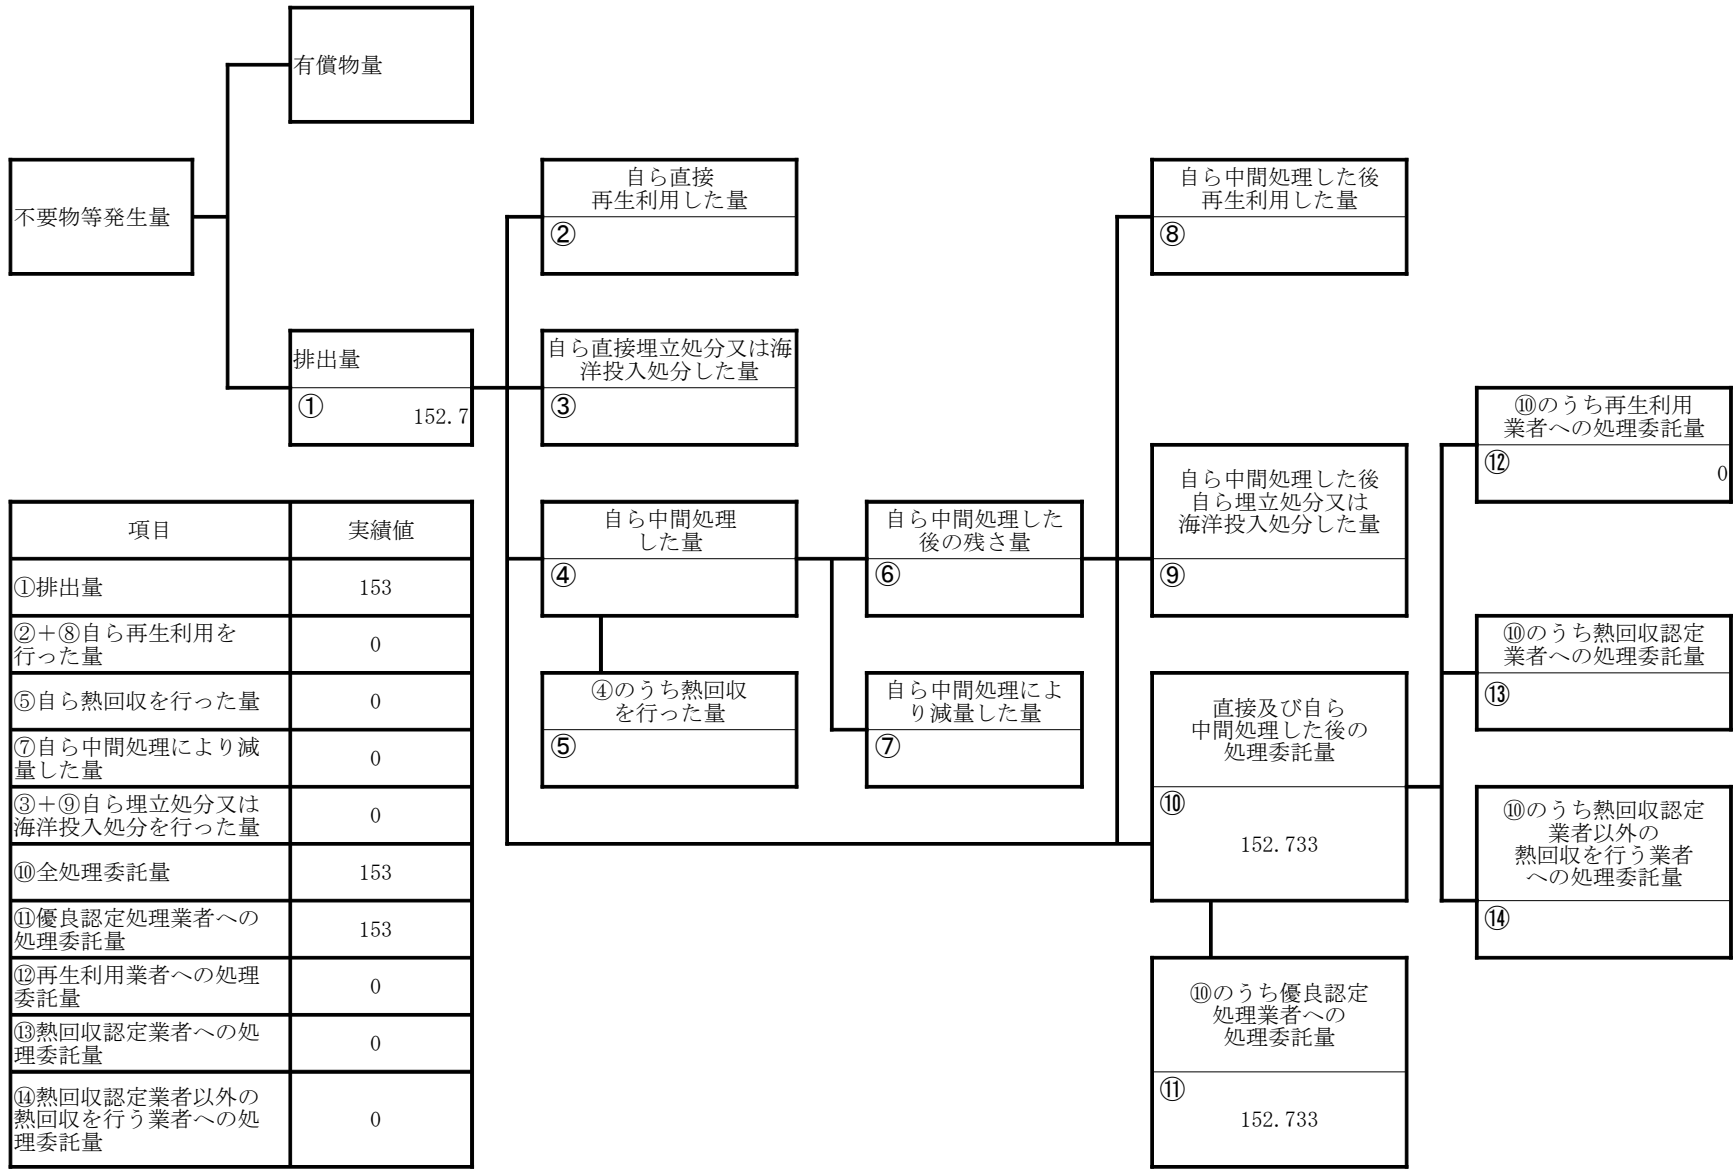 有償物量
不要物等発生量
自ら直接
再生利用した量
②
自ら中間処理した後
再生利用した量
⑧
排出量
①
152.7
自ら直接埋立処分又は海
洋投入処分した量
③
⑩のうち再生利用
業者への処理委託量
⑫
0
自ら中間処理
した量
④
自ら中間処理した
後の残さ量
⑥
自ら中間処理した後
自ら埋立処分又は
海洋投入処分した量
⑨
⑩のうち熱回収認定
業者への処理委託量
⑬
④のうち熱回収
を行った量
⑤
自ら中間処理によ
り減量した量
⑦
直接及び自ら
中間処理した後の
処理委託量
⑩
152.733
⑩のうち熱回収認定
業者以外の
熱回収を行う業者
への処理委託量
⑭
⑩のうち優良認定
処理業者への
処理委託量
⑪
152.733
項目 実績値
①排出量 153
②＋⑧自ら再生利用を
行った量 0
⑤自ら熱回収を行った量 0
⑦自ら中間処理により減
量した量 0
③＋⑨自ら埋立処分又は
海洋投入処分を行った量 0
⑩全処理委託量 153
⑪優良認定処理業者への
処理委託量 153
⑫再生利用業者への処理
委託量 0
⑬熱回収認定業者への処
理委託量 0
⑭熱回収認定業者以外の
熱回収を行う業者への処
理委託量 0